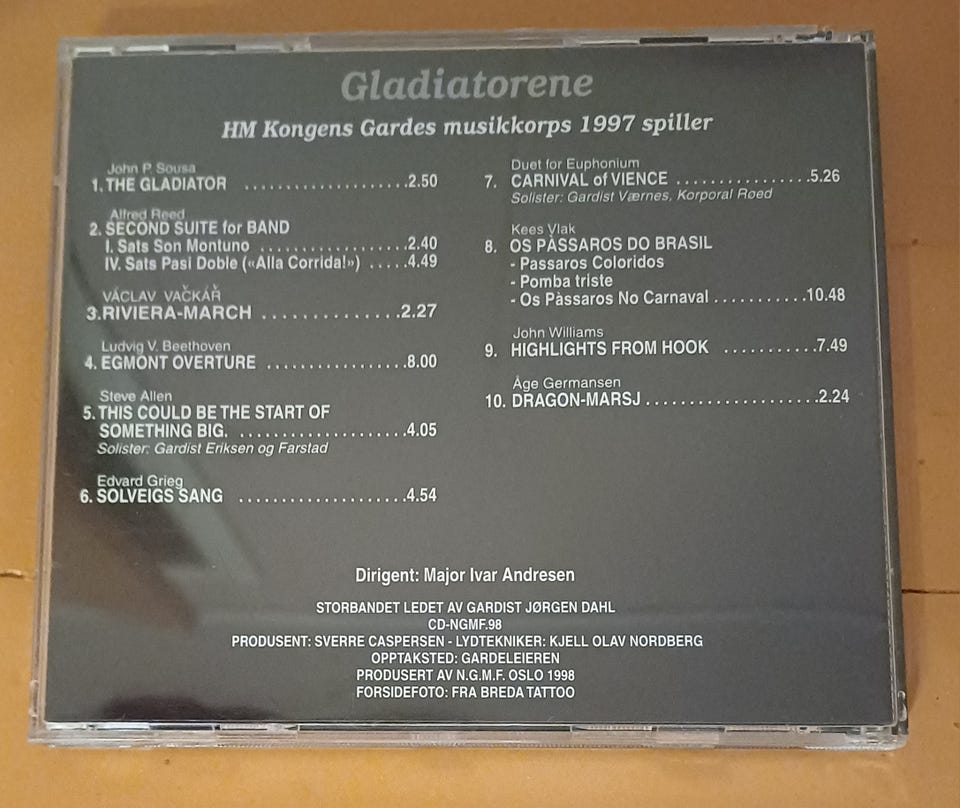 Gladiatorene
HM Kongens Gardes musikkorps 1997 spiller
John P. Sousa
1. THE GLADIATOR ..................2.50
Alfred Reed
2. SECOND SUITE for BAND
I. Sats Son Montuno ................2.40
IV. Sats Pasi Doble («Alla Corrida!») .....4.49
VÁCLAV VAČKÁŘ
3.RIVIERA-MARCH ..............2.27
Ludvig V. Beethoven
4. EGMONT OVERTURE ...............8.00
Steve Allen
5. THIS COULD BE THE START OF
SOMETHING BIG. ..................4.05
Solister: Gardist Eriksen og Farstad
Edvard Grieg
6. SOLVEIGS SANG ..................4.54
Duet for Euphonium
7. CARNIVAL of VIENCE ................5.26
Solister: Gardist Værnes, Korporal Røed
Kees Vlak
8. OS PÀSSAROS DO BRASIL
- Passaros Coloridos
- Pomba triste
- Os Pàssaros No Carnaval ...........10.48
John Williams
9. HIGHLIGHTS FROM HOOK ...........7.49
Åge Germansen
10. DRAGON-MARSJ ....................2.24
Dirigent: Major Ivar Andresen
STORBANDET LEDET AV GARDIST JØRGEN DAHL
CD-NGMF.98
PRODUSENT: SVERRE CASPERSEN - LYDTEKNIKER: KJELL OLAV NORDBERG
OPPTAKSTED: GARDELEIEREN
PRODUSERT AV N.G.M.F. OSLO 1998
FORSIDEFOTO: FRA BREDA TATTOO